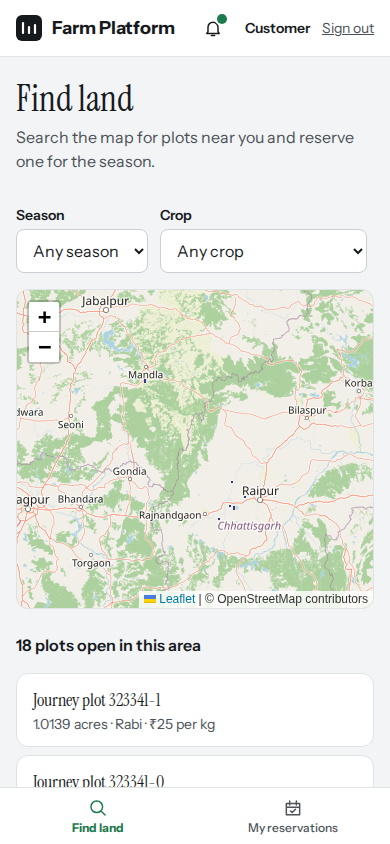 Farm Platform
Customer
Sign out
Find land
Search the map for plots near you and reserve
one for the season.
Season
Crop
Any season
Any crop
+
−
Jabalpur
Mandla
Korba
dwara
Bilaspur
Seoni
Gondia
Raipur
agpur
Bhandara
Rajnandgaon
Chhattisgarh
Torgaon
Leaflet | © OpenStreetMap contributors
18 plots open in this area
Journey plot 323341-1
1.0139 acres · Rabi · ₹25 per kg
Journey plot 323341-0
Find land
My reservations